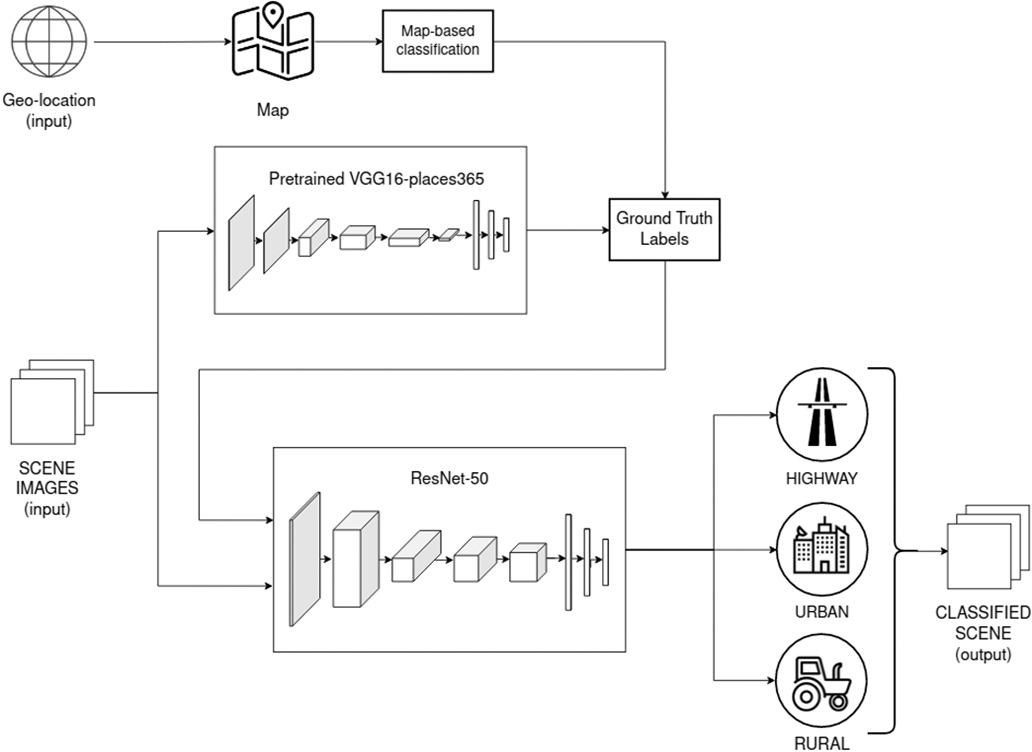 Geo-location
(input)
Map
Map-based
classification
Pretrained VGG16-places365
Ground Truth
Labels
SCENE
IMAGES
(input)
ResNet-50
HIGHWAY
URBAN
RURAL
CLASSIFIED
SCENE
(output)